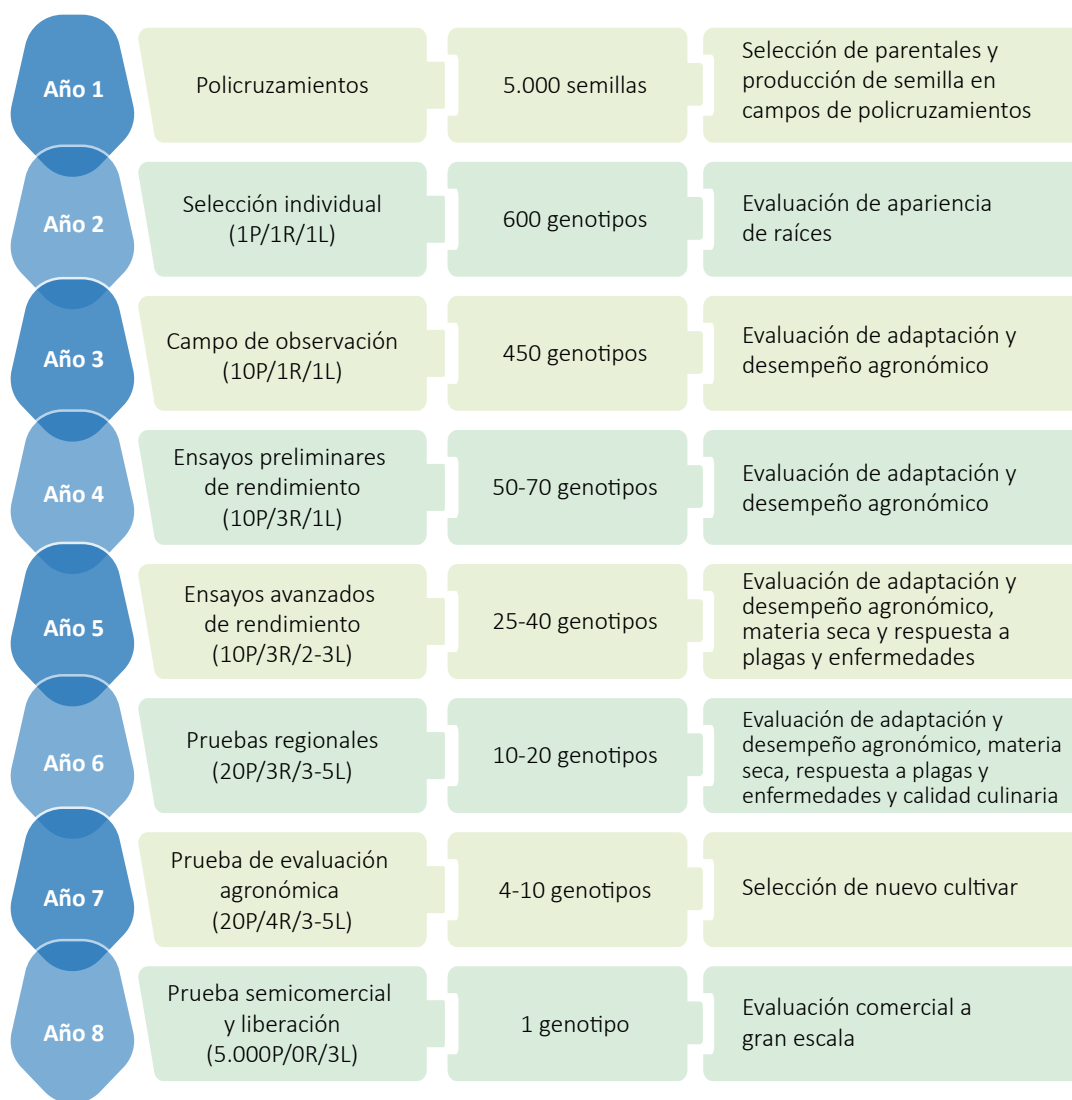 Año 1
Policruzamientos
5.000 semillas
Selección de parentales y
producción de semilla en
campos de policruzamientos
Año 2
Selección individual
(1P/1R/1L)
600 genotipos
Evaluación de apariencia
de raíces
Año 3
Campo de observación
(10P/1R/1L)
450 genotipos
Evaluación de adaptación y
desempeño agronómico
Año 4
Ensayos preliminares
de rendimiento
(10P/3R/1L)
50-70 genotipos
Evaluación de adaptación y
desempeño agronómico
Año 5
Ensayos avanzados
de rendimiento
(10P/3R/2-3L)
25-40 genotipos
Evaluación de adaptación y
desempeño agronómico,
materia seca y respuesta a
plagas y enfermedades
Año 6
Pruebas regionales
(20P/3R/3-5L)
10-20 genotipos
Evaluación de adaptación y
desempeño agronómico, materia
seca, respuesta a plagas y
enfermedades y calidad culinaria
Año 7
Prueba de evaluación
agronómica
(20P/4R/3-5L)
4-10 genotipos
Selección de nuevo cultivar
Año 8
Prueba semicomercial
y liberación
(5.000P/0R/3L)
1 genotipo
Evaluación comercial a
gran escala